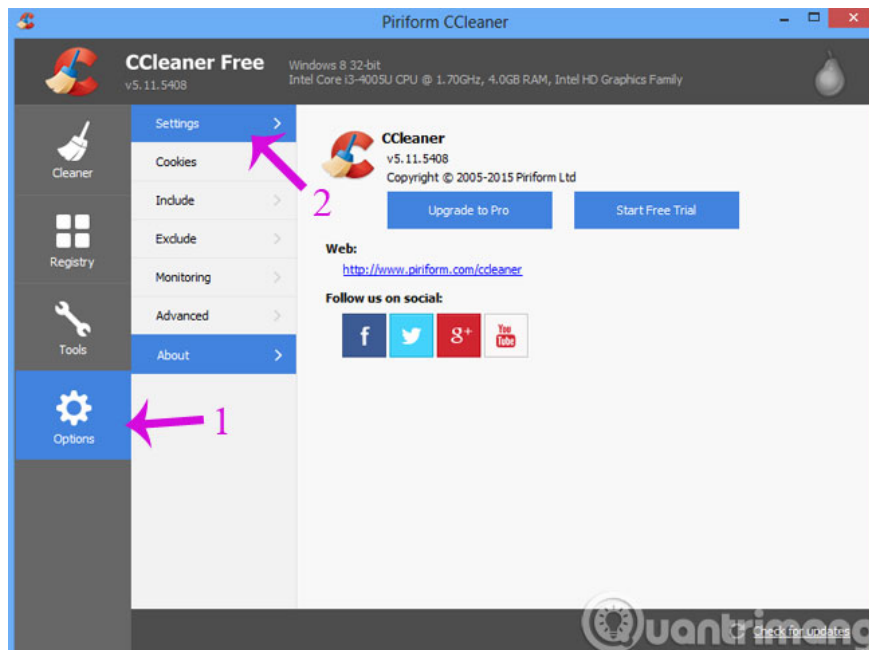 Piriform CCleaner
CCleaner Free
v5.11.5408
Windows 8 32-bit
Intel Core i3-4005U CPU @ 1.70GHz, 4.0GB RAM, Intel HD Graphics Family
Cleaner
Registry
Tools
Options
1
Settings
2
Cookies
Include
Exclude
Monitoring
Advanced
About
CCleaner
v5.11.5408
Copyright © 2005-2015 Piriform Ltd
Upgrade to Pro
Start Free Trial
Web:
http://www.piriform.com/ccleaner
Follow us on social:
f
8+
You
Tube
Quantrimang
Check for updates